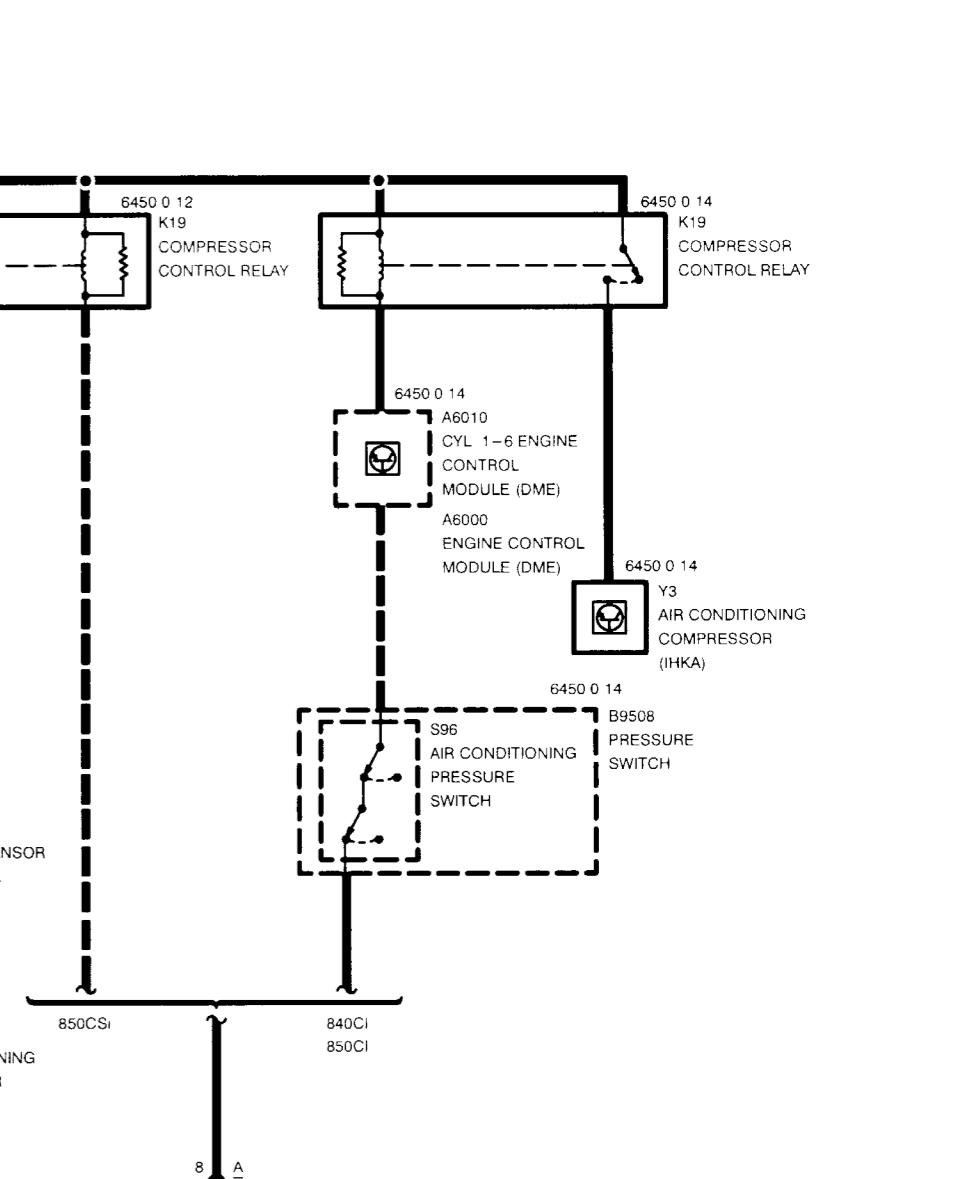 6450 0 12
K19
COMPRESSOR
CONTROL RELAY
6450 0 14
K19
COMPRESSOR
CONTROL RELAY
6450 0 14
A6010
CYL 1–6 ENGINE
CONTROL
MODULE (DME)
A6000
ENGINE CONTROL
MODULE (DME)
6450 0 14
Y3
AIR CONDITIONING
COMPRESSOR
(IHKA)
6450 0 14
B9508
PRESSURE
SWITCH
S96
AIR CONDITIONING
PRESSURE
SWITCH
NSOR
850CSi
840CI
850CI
NING
8 A